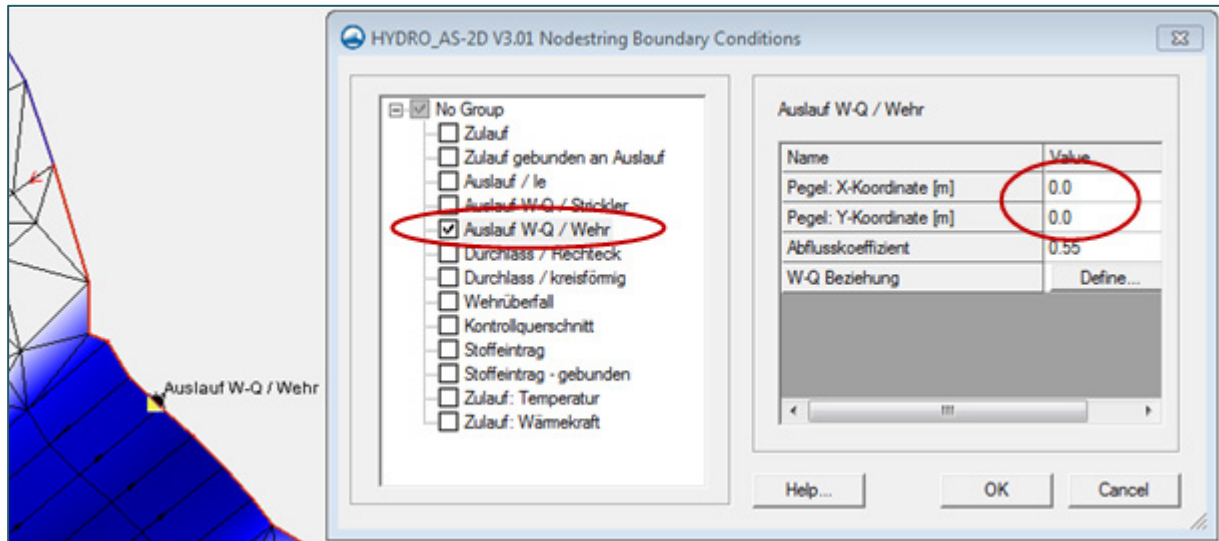 HYDRO_AS-2D V3.01 Nodestring Boundary Conditions
No Group
Zulauf
Zulauf gebunden an Auslauf
Auslauf / Ie
Auslauf W-Q / Strickler
Auslauf W-Q / Wehr
Durchlass / Rechteck
Durchlass / kreisförmig
Wehrüberfall
Kontrollquerschnitt
Stoffeintrag
Stoffeintrag - gebunden
Zulauf: Temperatur
Zulauf: Wärmekraft
Auslauf W-Q / Wehr
Name Value
Pegel: X-Koordinate [m] 0.0
Pegel: Y-Koordinate [m] 0.0
Abflusskoeffizient 0.55
W-Q Beziehung Define...
Help... OK Cancel
Auslauf W-Q / Wehr